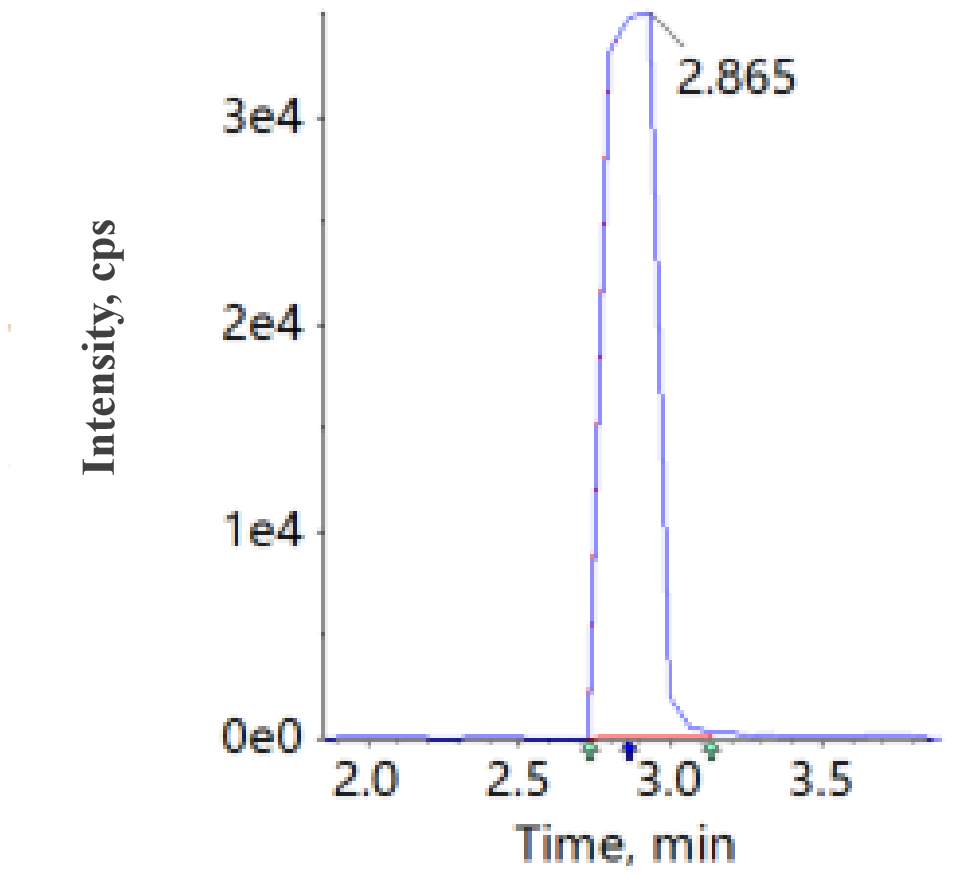 2.865
3e4
2e4
1e4
0e0
Intensity, cps
2.0 2.5 3.0 3.5
Time, min